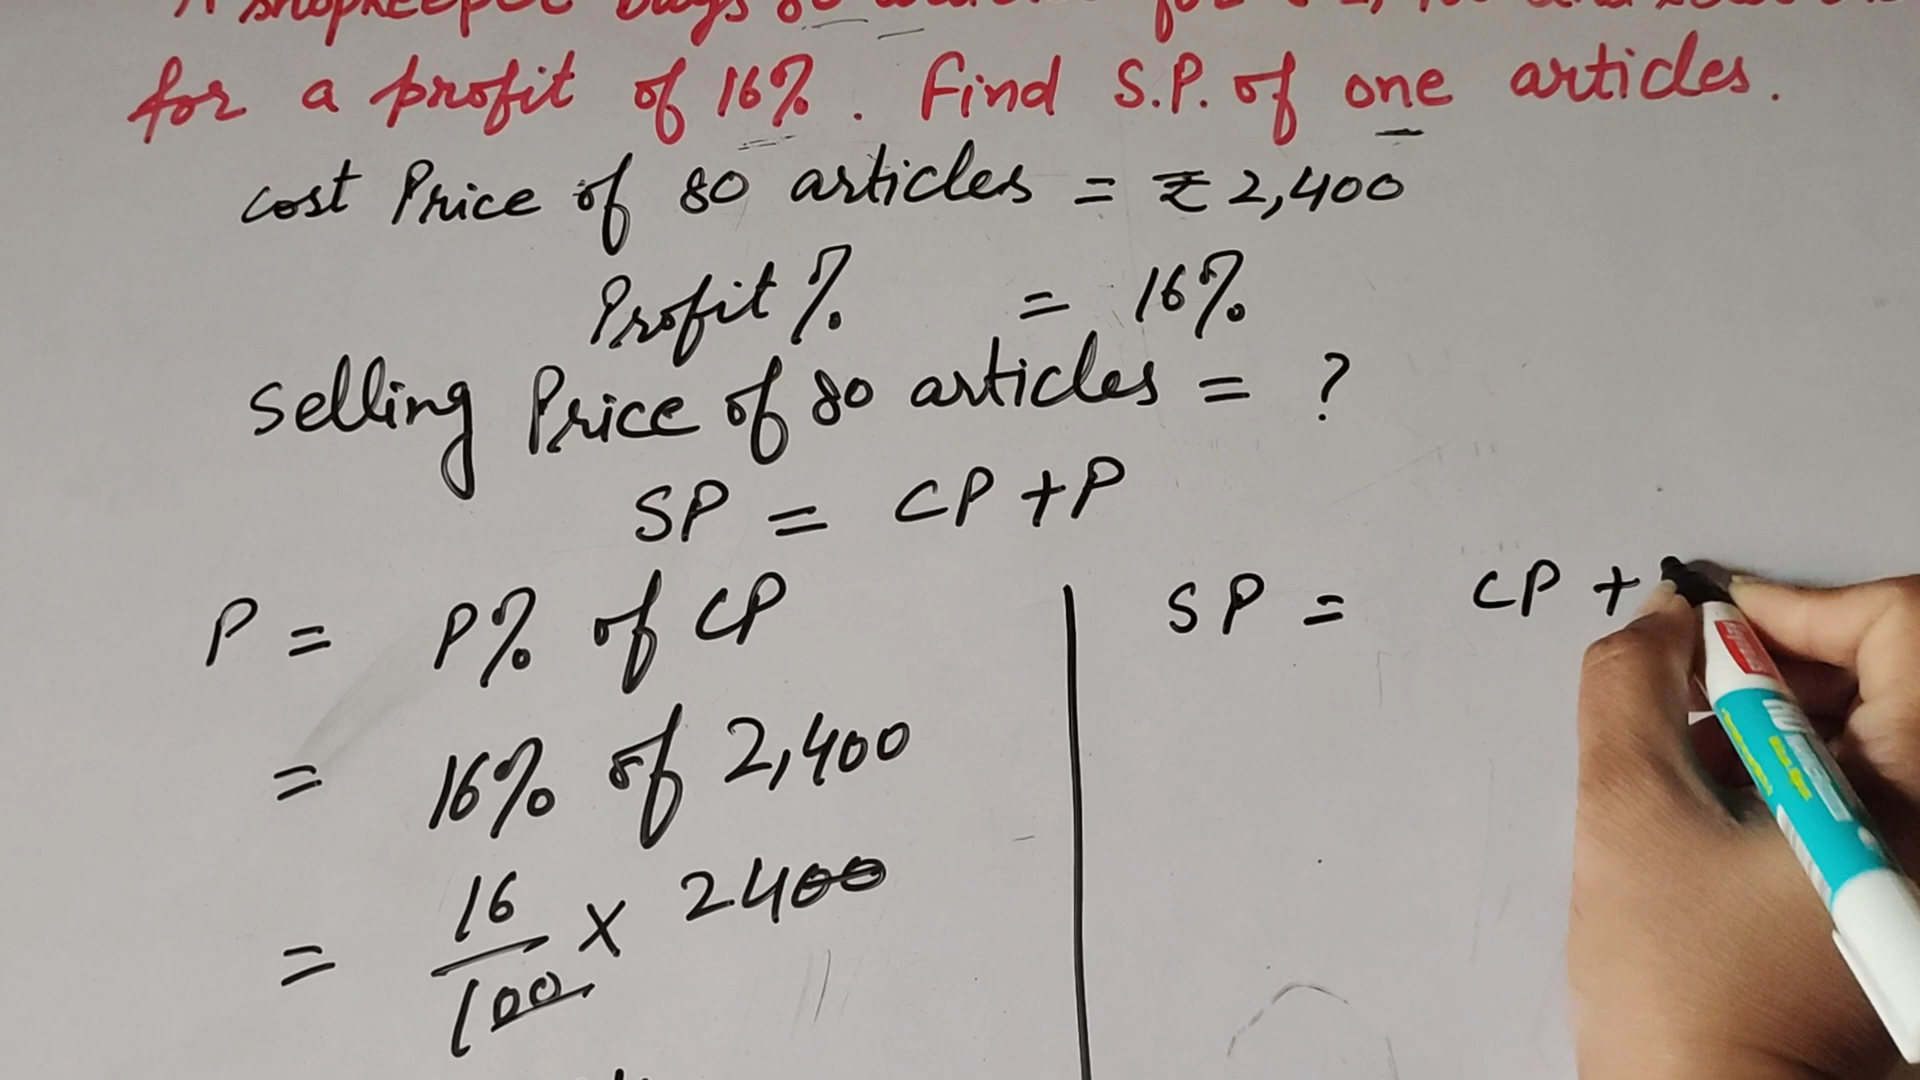 for a profit of 16%. Find S.P. of one articles.
cost Price of 80 articles = ₹ 2,400
Profit % = 16%
Selling Price of 80 articles = ?
SP = CP + P
P = P% of CP
= 16% of 2,400
= 16/100 × 2400
SP = CP +